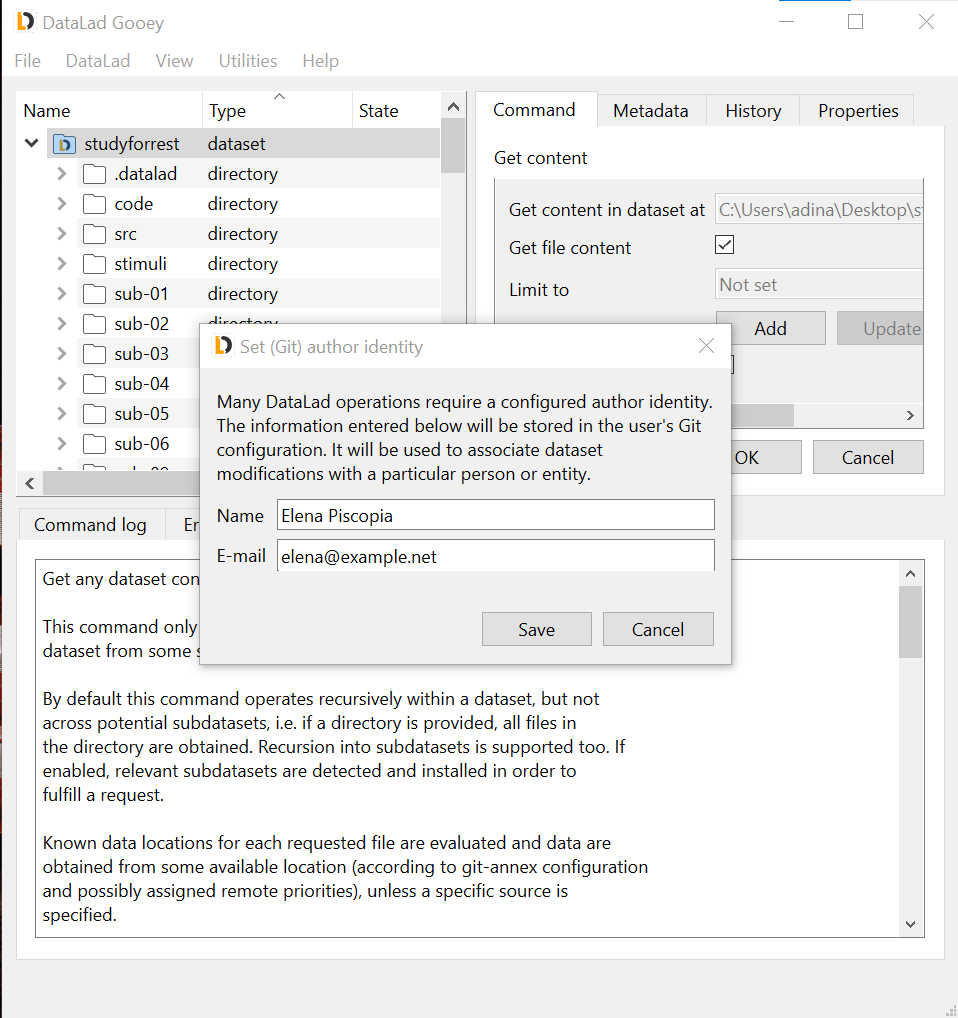 DataLad Gooey
File DataLad View Utilities Help
Name Type State
studyforrest dataset
.datalad directory
code directory
src directory
stimuli directory
sub-01 directory
sub-02 directory
sub-03
sub-04
sub-05
sub-06
Command Metadata History Properties
Get content
Get content in dataset at C:\Users\adina\Desktop\s
Get file content
Limit to Not set
Add Update
OK Cancel
Set (Git) author identity
Many DataLad operations require a configured author identity.
The information entered below will be stored in the user's Git
configuration. It will be used to associate dataset
modifications with a particular person or entity.
Name Elena Piscopia
E-mail elena@example.net
Save Cancel
Command log Er
Get any dataset con
This command only
dataset from some s
By default this command operates recursively within a dataset, but not
across potential subdatasets, i.e. if a directory is provided, all files in
the directory are obtained. Recursion into subdatasets is supported too. If
enabled, relevant subdatasets are detected and installed in order to
fulfill a request.
Known data locations for each requested file are evaluated and data are
obtained from some available location (according to git-annex configuration
and possibly assigned remote priorities), unless a specific source is
specified.